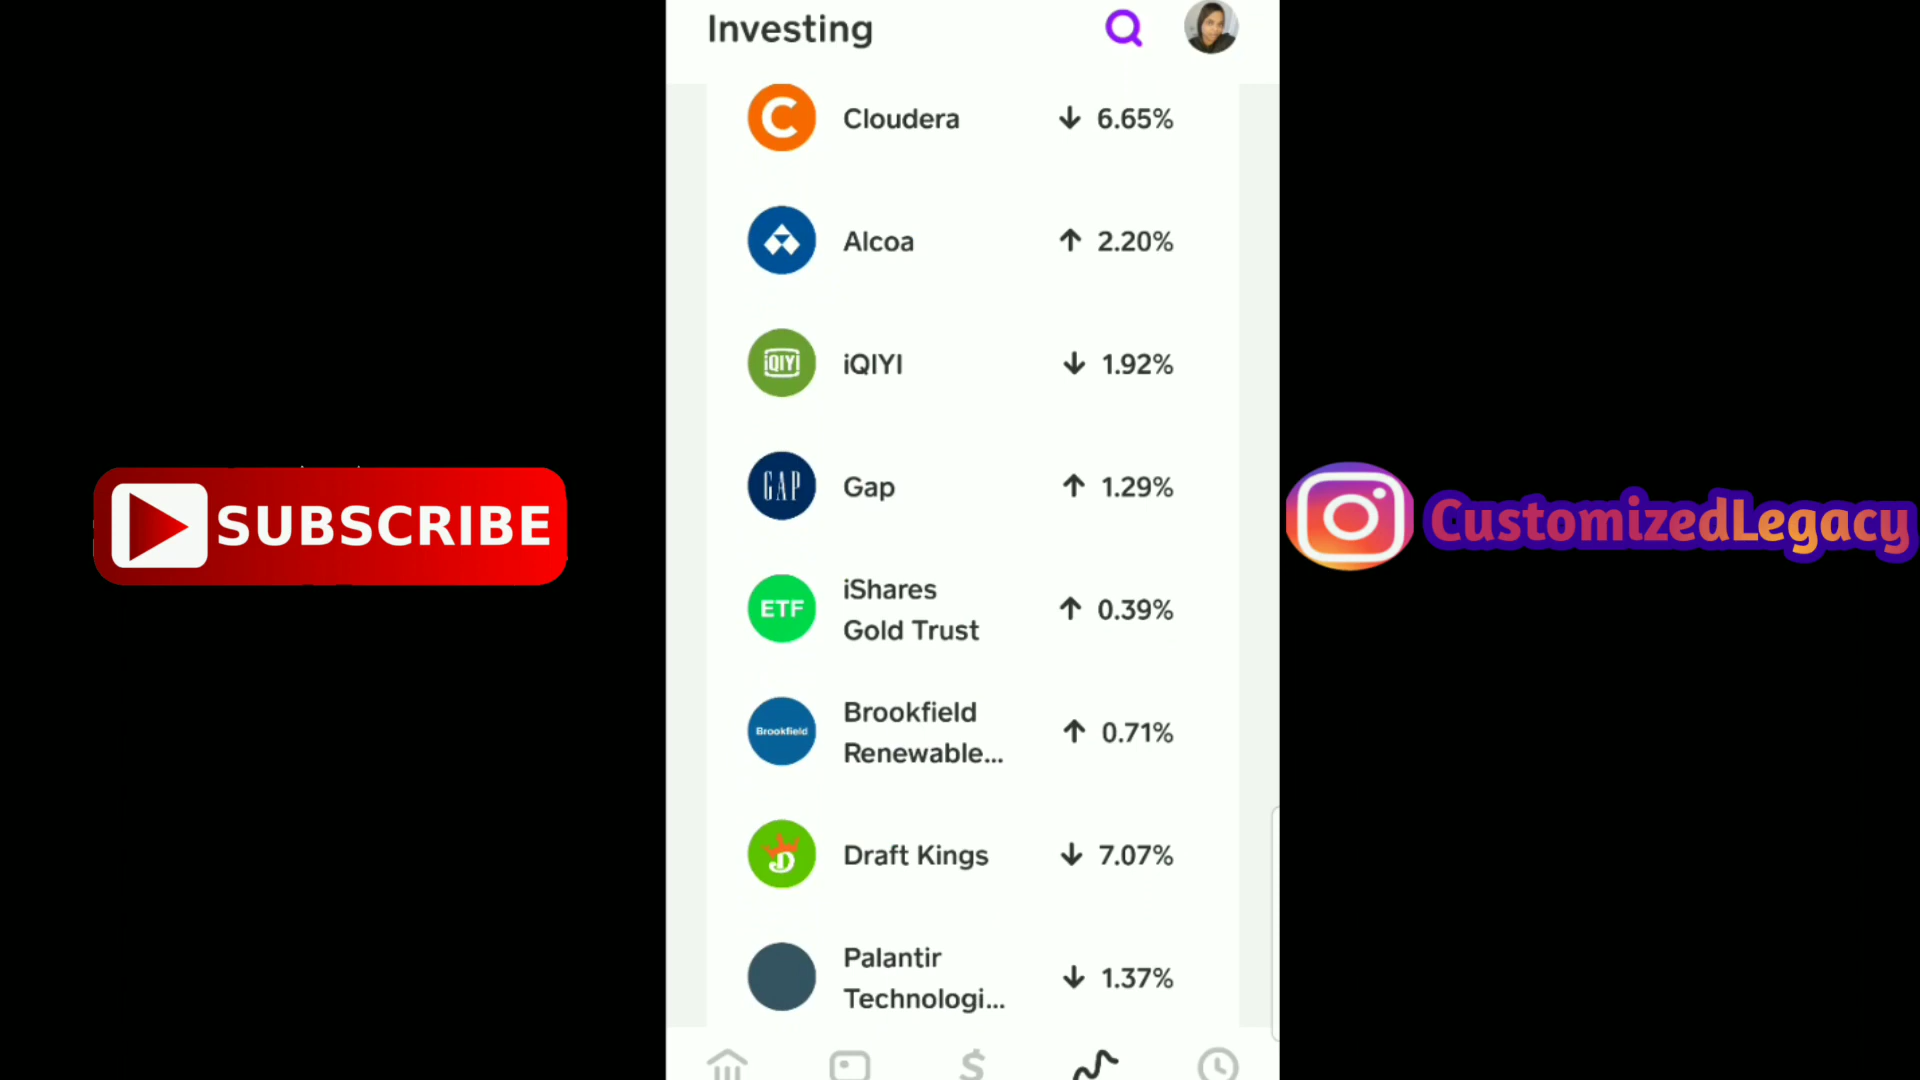 Investing
C
Cloudera ↓ 6.65%
Alcoa ↑ 2.20%
iQIYI
iQIYI ↓ 1.92%
GAP
Gap ↑ 1.29%
ETF
iShares
Gold Trust ↑ 0.39%
Brookfield
Brookfield
Renewable... ↑ 0.71%
D
Draft Kings ↓ 7.07%
Palantir
Technologi... ↓ 1.37%
$
SUBSCRIBE
CustomizedLegacy